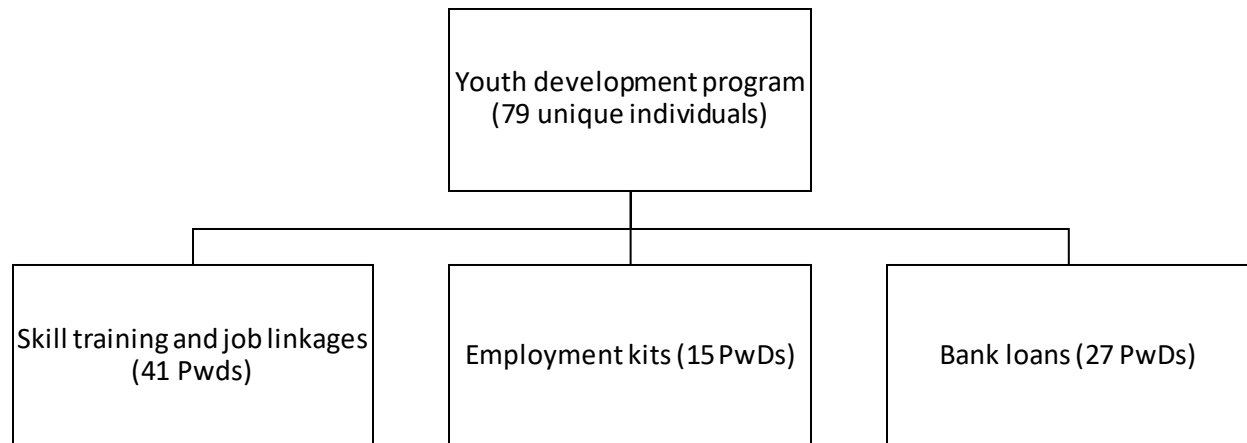 Youth development program
(79 unique individuals)
Skill training and job linkages
(41 Pwds)
Employment kits (15 PwDs)
Bank loans (27 PwDs)